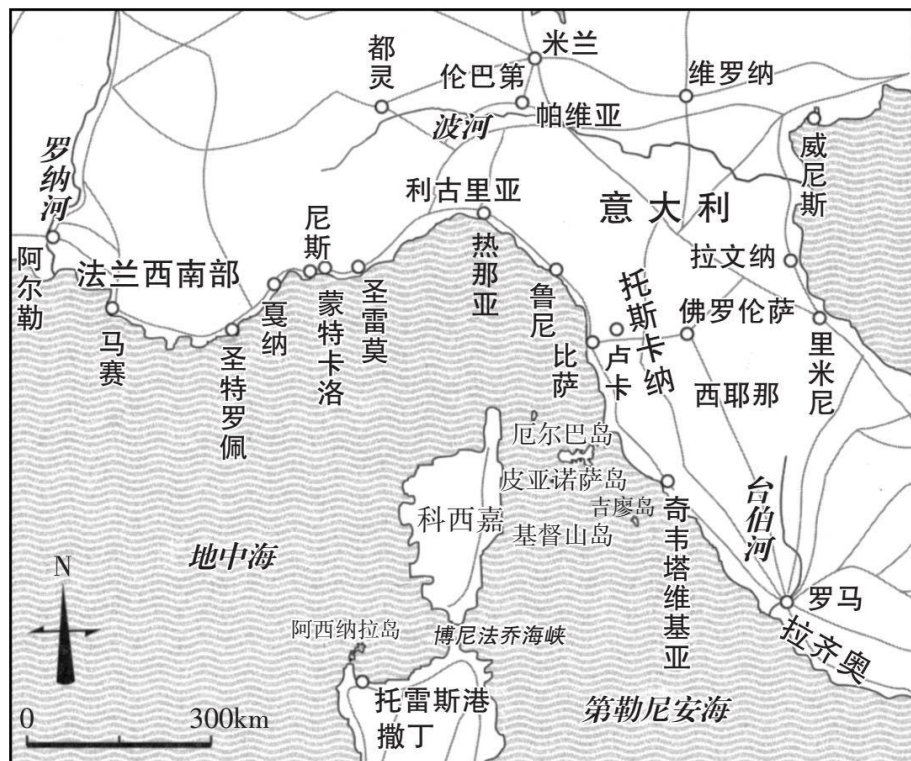 米兰
都灵
伦巴第
维罗纳
帕维亚
波河
威尼斯
罗纳河
利古里亚
意大利
尼斯
热那亚
拉文纳
阿尔勒
法兰西南部
戛纳
蒙特卡洛
圣雷莫
鲁尼
托斯卡纳
佛罗伦萨
马赛
圣特罗佩
比萨
卢卡
里米尼
西耶那
厄尔巴岛
皮亚诺萨岛
吉廖岛
科西嘉
基督山岛
奇韦塔维基亚
台伯河
地中海
N
罗马
阿西纳拉岛
博尼法乔海峡
拉齐奥
托雷斯港
撒丁
第勒尼安海
0 300km